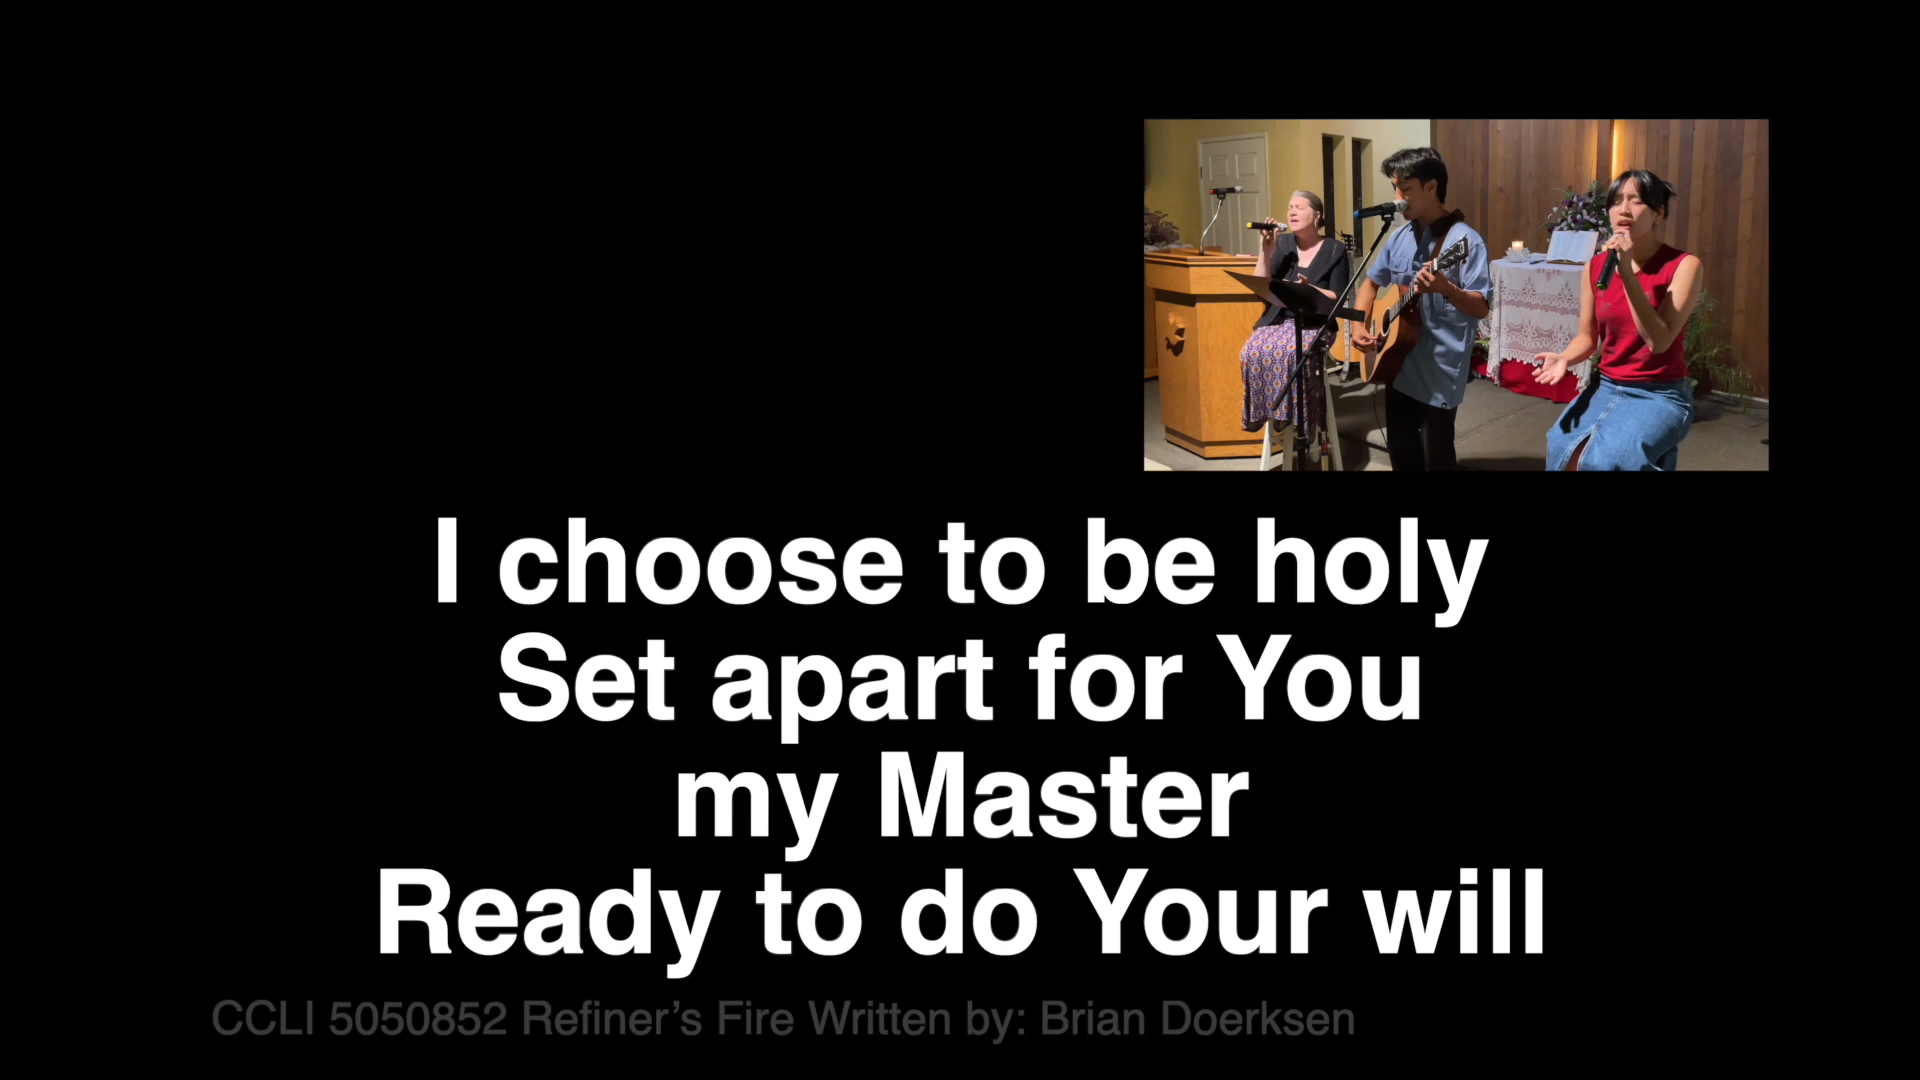 I choose to be holy
Set apart for You
my Master
Ready to do Your will
CCLI 5050852 Refiner’s Fire Written by: Brian Doerksen